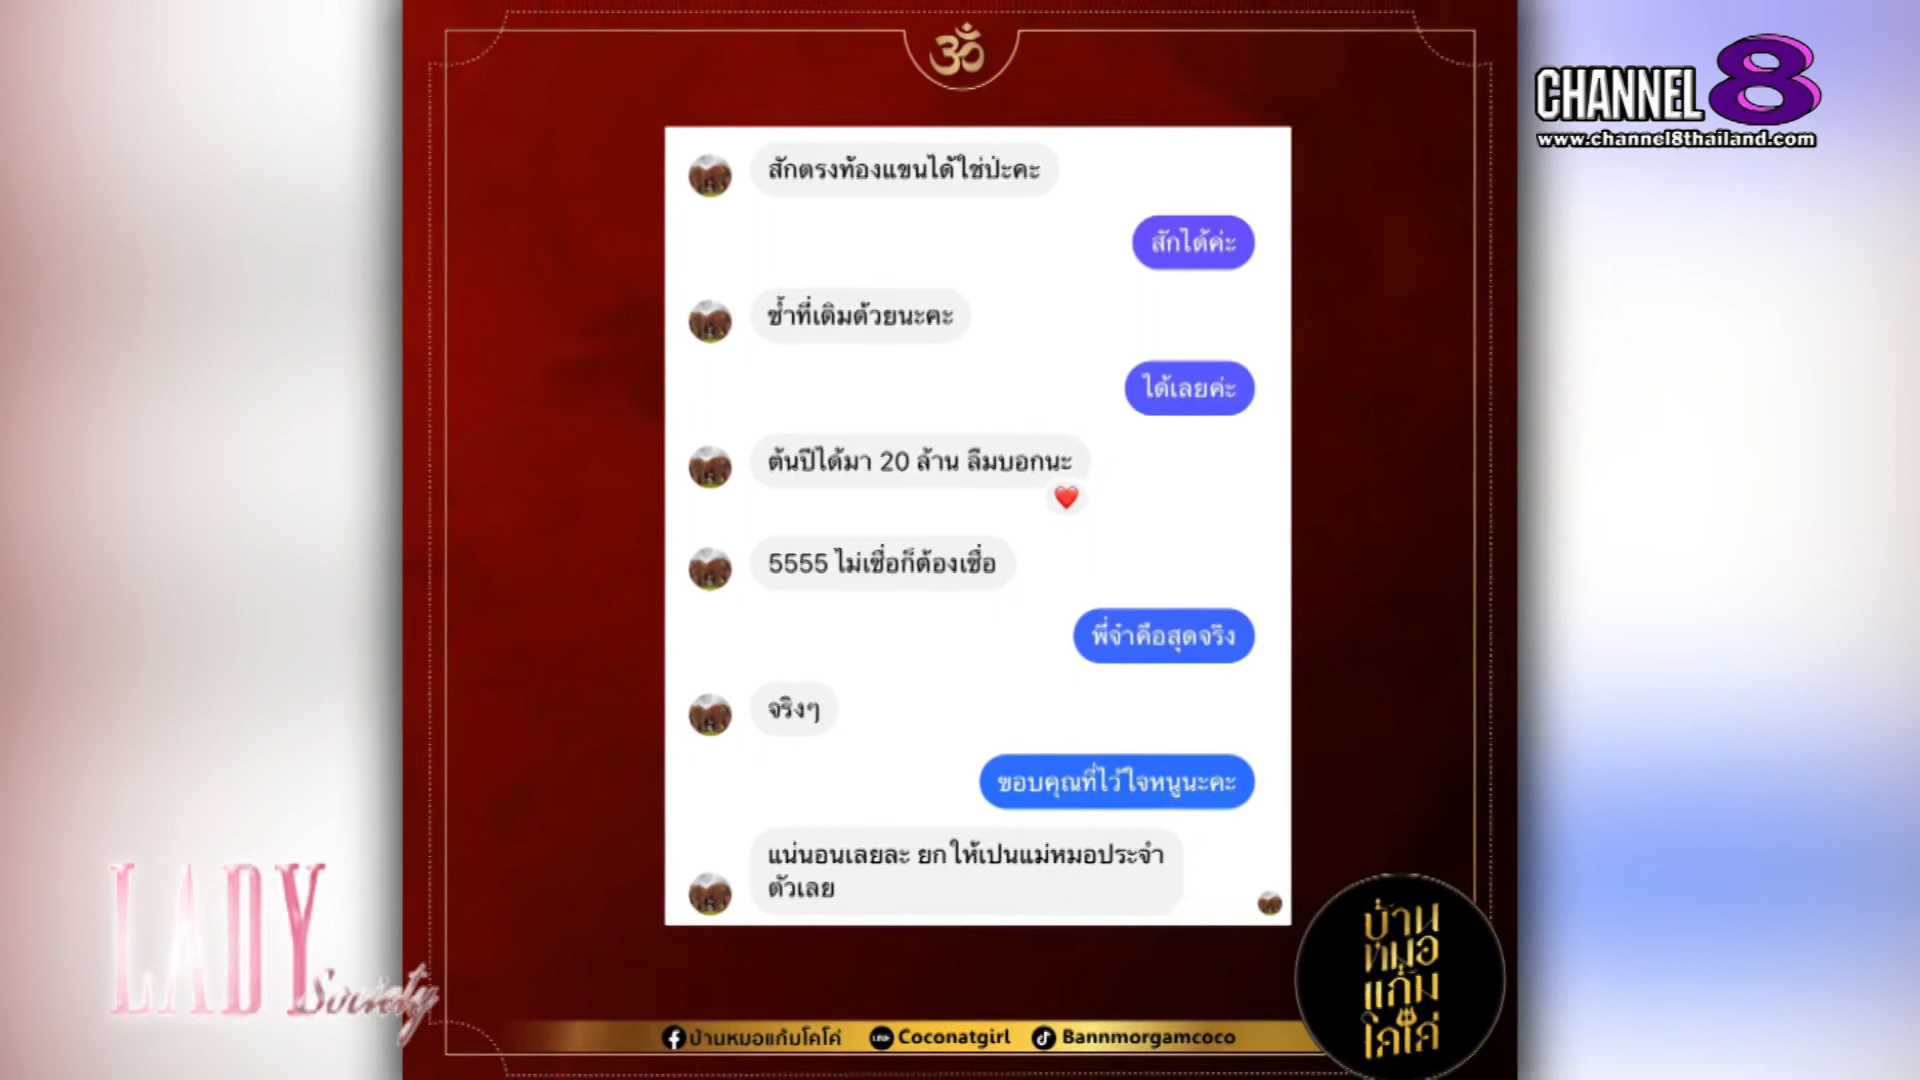 ॐ
CHANNEL 8
www.channel8thailand.com
สักตรงท้องแขนได้ใช่ป่ะคะ
สักได้ค่ะ
ซ้ำที่เดิมด้วยนะคะ
ได้เลยค่ะ
ต้นปีได้มา 20 ล้าน ลืมบอกนะ
5555 ไม่เชื่อก็ต้องเชื่อ
พี่จ๋าคือสุดจริง
จริงๆ
ขอบคุณที่ไว้ใจหนูนะคะ
แน่นอนเลยละ ยกให้เปนแม่หมอประจำ
ตัวเลย
LADY
Society
บ้าน
หมอ
แก้ม
โคโค่
บ้านหมอแก้มโคโค่ LINE Coconatgirl Bannmorgamcoco